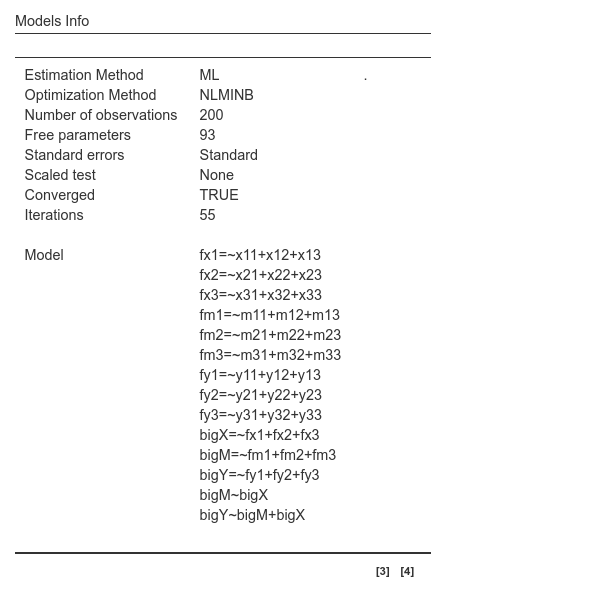 Models Info
Estimation Method ML .
Optimization Method NLMINB
Number of observations 200
Free parameters 93
Standard errors Standard
Scaled test None
Converged TRUE
Iterations 55
Model fx1=~x11+x12+x13
fx2=~x21+x22+x23
fx3=~x31+x32+x33
fm1=~m11+m12+m13
fm2=~m21+m22+m23
fm3=~m31+m32+m33
fy1=~y11+y12+y13
fy2=~y21+y22+y23
fy3=~y31+y32+y33
bigX=~fx1+fx2+fx3
bigM=~fm1+fm2+fm3
bigY=~fy1+fy2+fy3
bigM~bigX
bigY~bigM+bigX
[3] [4]